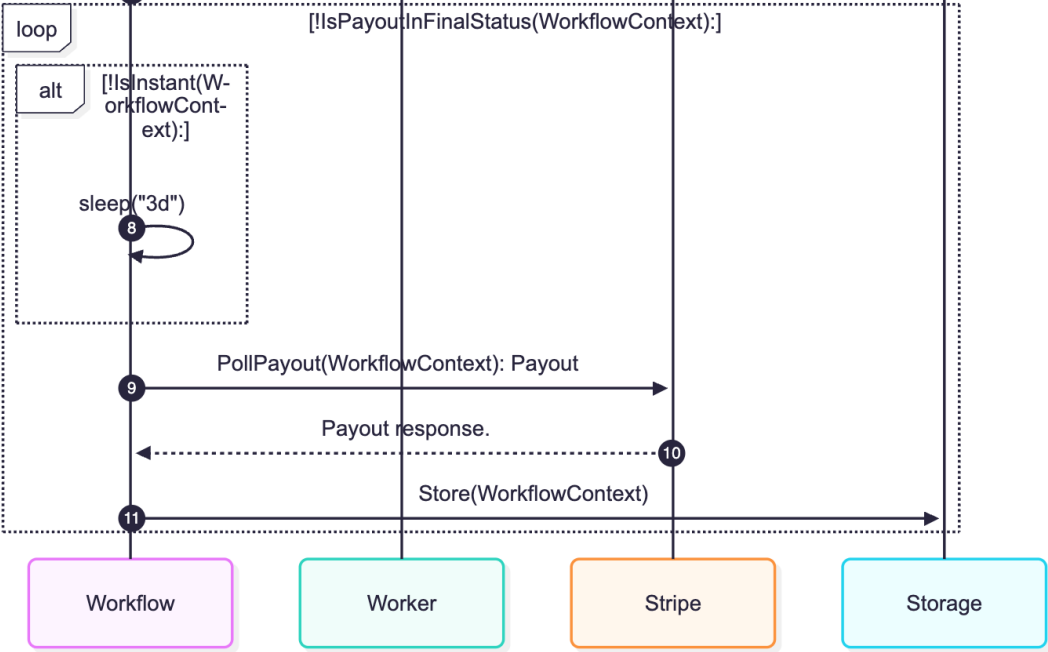 loop
[!IsPayoutInFinalStatus(WorkflowContext):]
alt
[!IsInstant(W-
orkflowCont-
ext):]
sleep("3d")
8
PollPayout(WorkflowContext): Payout
9
Payout response.
10
Store(WorkflowContext)
11
Workflow
Worker
Stripe
Storage